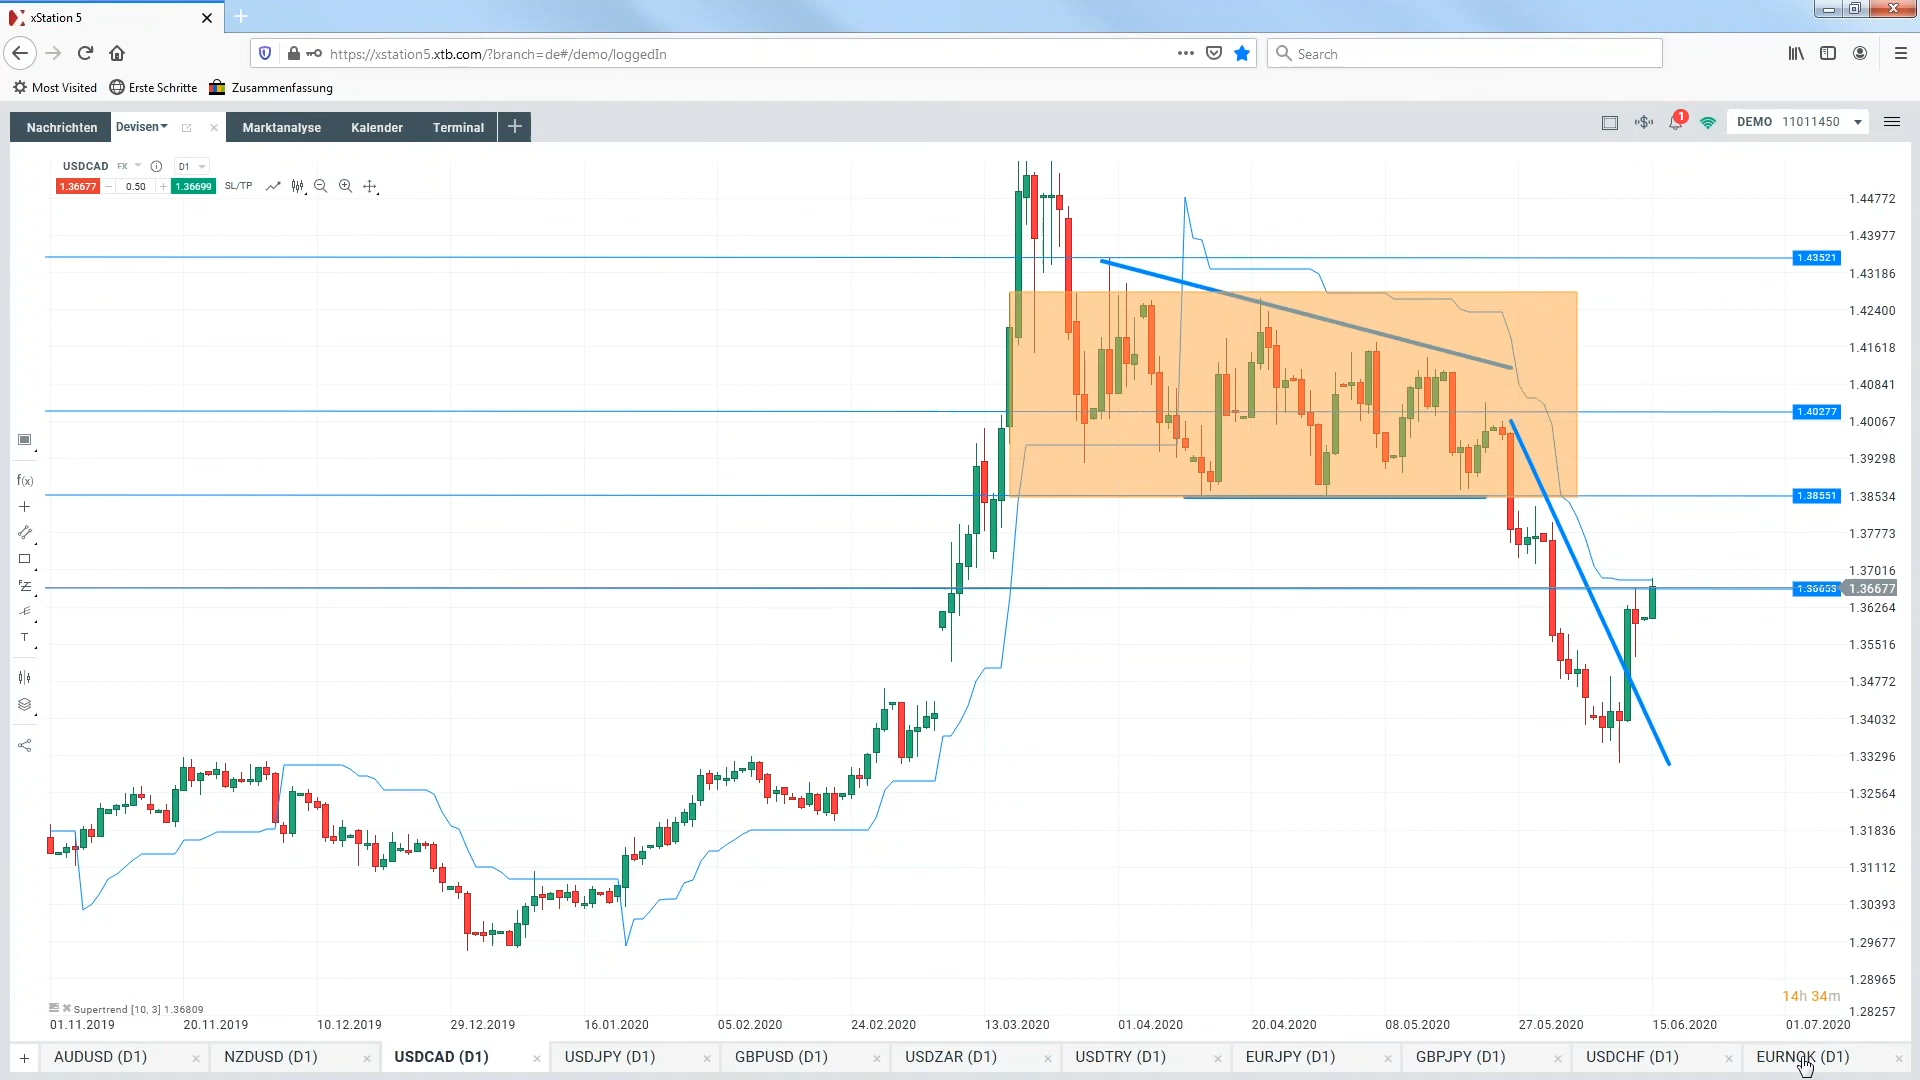 xStation 5
https://xstation5.xtb.com/?branch=de#/demo/loggedIn
Search
Most Visited Erste Schritte Zusammenfassung
Nachrichten Devisen Marktanalyse Kalender Terminal
1
DEMO 11011450
USDCAD FX D1
1.36677 0.50 1.36699 SL/TP
1.44772
1.43977
1.43521
1.43186
1.42400
1.41618
1.40841
1.40277
1.40067
1.39298
1.38551
1.38534
1.37773
1.37016
1.36653 1.36677
1.36264
1.35516
1.34772
1.34032
1.33296
1.32564
1.31836
1.31112
1.30393
1.29677
1.28965
1.28257
f(x)
T
14h 34m
Supertrend [10, 3] 1.36809
01.11.2019 20.11.2019 10.12.2019 29.12.2019 16.01.2020 05.02.2020 24.02.2020 13.03.2020 01.04.2020 20.04.2020 08.05.2020 27.05.2020 15.06.2020 01.07.2020
AUDUSD (D1) NZDUSD (D1) USDCAD (D1) USDJPY (D1) GBPUSD (D1) USDZAR (D1) USDTRY (D1) EURJPY (D1) GBPJPY (D1) USDCHF (D1) EURNOK (D1)